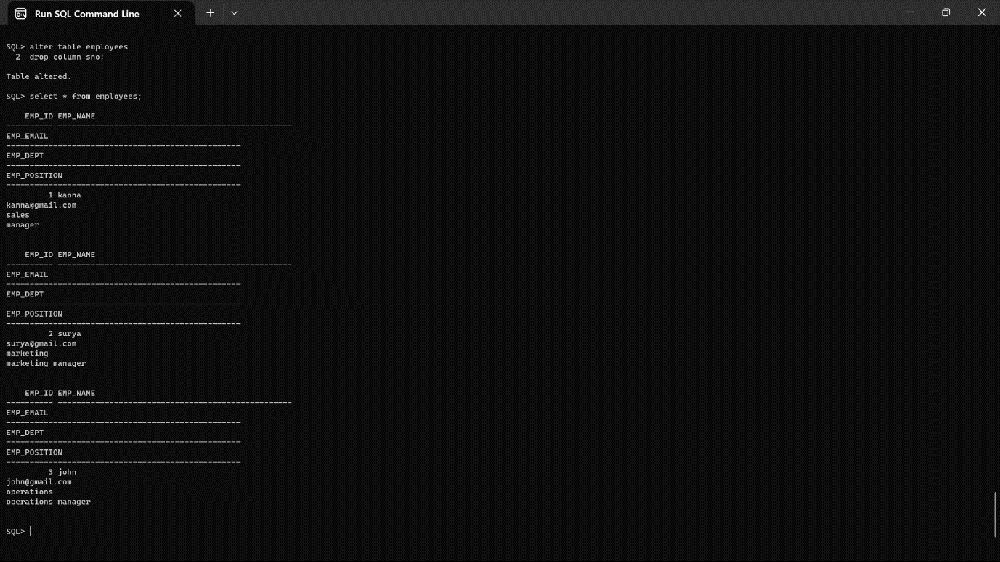 Run SQL Command Line
SQL> alter table employees
  2  drop column sno;
Table altered.
SQL> select * from employees;
    EMP_ID EMP_NAME
---------- --------------------------------------------------
EMP_EMAIL
--------------------------------------------------
EMP_DEPT
--------------------------------------------------
EMP_POSITION
--------------------------------------------------
         1 kanna
kanna@gmail.com
sales
manager
    EMP_ID EMP_NAME
---------- --------------------------------------------------
EMP_EMAIL
--------------------------------------------------
EMP_DEPT
--------------------------------------------------
EMP_POSITION
--------------------------------------------------
         2 surya
surya@gmail.com
marketing
marketing manager
    EMP_ID EMP_NAME
---------- --------------------------------------------------
EMP_EMAIL
--------------------------------------------------
EMP_DEPT
--------------------------------------------------
EMP_POSITION
--------------------------------------------------
         3 john
john@gmail.com
operations
operations manager
SQL>